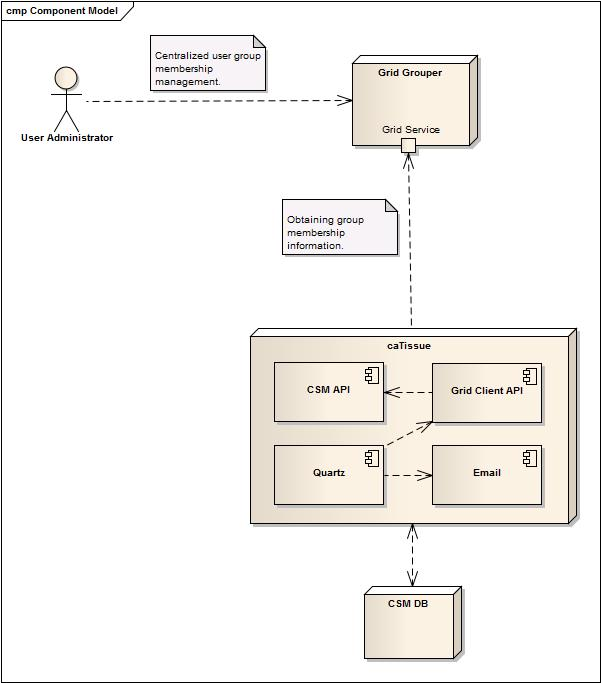 cmp Component Model
Centralized user group
membership
management.
User Administrator
Grid Grouper
Grid Service
Obtaining group
membership
information.
caTissue
CSM API
Grid Client API
Quartz
Email
CSM DB